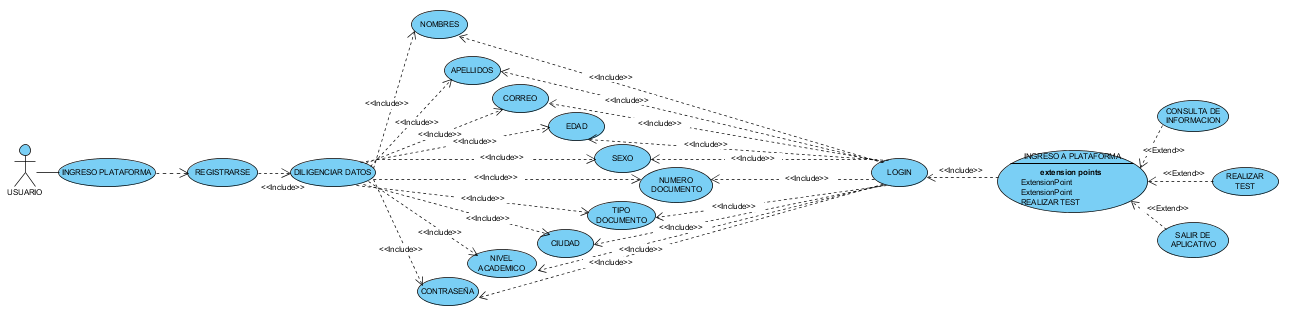 USUARIO
INGRESO PLATAFORMA
REGISTRARSE
<<Include>>
DILIGENCIAR DATOS
<<Include>>
<<Include>>
<<Include>>
<<Include>>
<<Include>>
<<Include>>
<<Include>>
<<Include>>
<<Include>>
<<Include>>
NOMBRES
APELLIDOS
CORREO
EDAD
SEXO
NUMERO
DOCUMENTO
TIPO
DOCUMENTO
CIUDAD
NIVEL
ACADEMICO
CONTRASEÑA
<<Include>>
<<Include>>
<<Include>>
<<Include>>
<<Include>>
<<Include>>
<<Include>>
<<Include>>
<<Include>>
<<Include>>
LOGIN
<<Include>>
INGRESO A PLATAFORMA
extension points
ExtensionPoint
ExtensionPoint
REALIZAR TEST
<<Extend>>
<<Extend>>
<<Extend>>
CONSULTA DE
INFORMACION
REALIZAR
TEST
SALIR DE
APLICATIVO